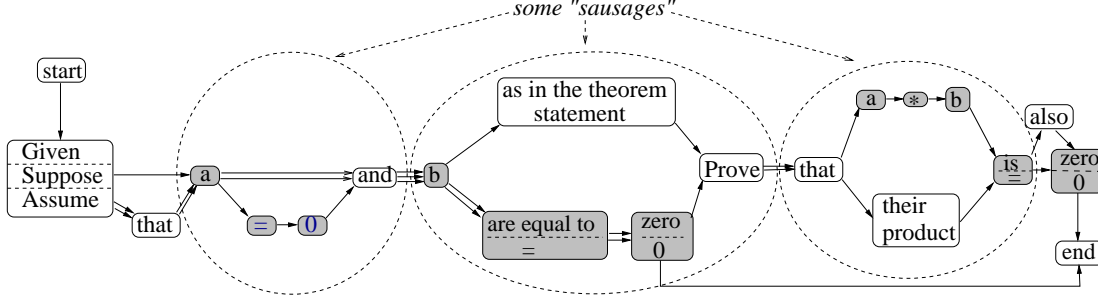 some "sausages"
start
Given
Suppose
Assume
that
a
= 0
and
b
as in the theorem
statement
are equal to
=
zero
0
Prove
that
a * b
their
product
is
=
also
zero
0
end